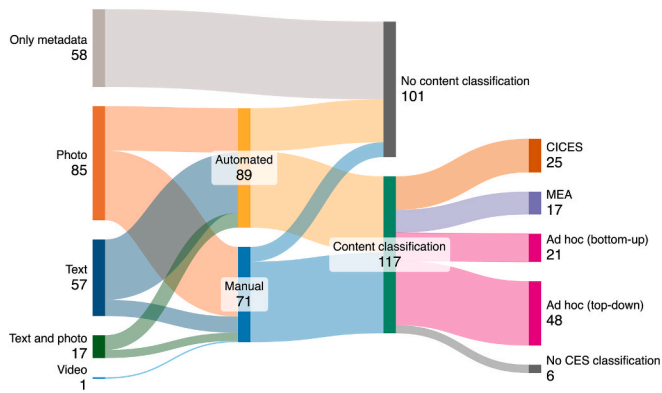 Only metadata
58
Photo
85
Text
57
Text and photo
17
Video
1
Automated
89
Manual
71
No content classification
101
Content classification
117
CICES
25
MEA
17
Ad hoc (bottom-up)
21
Ad hoc (top-down)
48
No CES classification
6